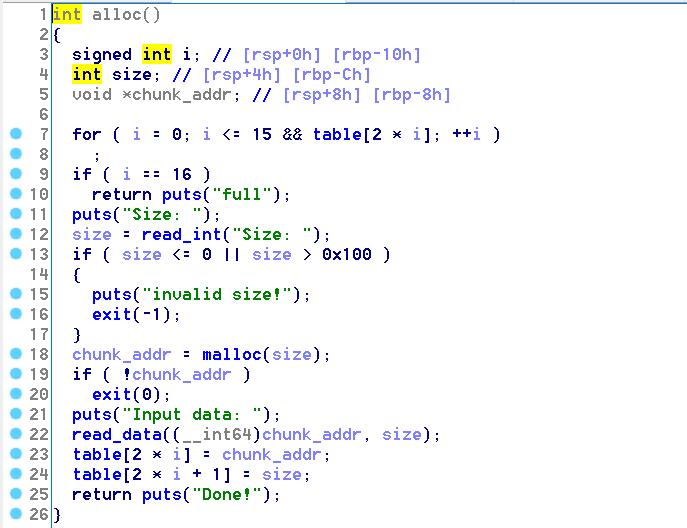 1 int alloc()
2 {
3 signed int i; // [rsp+0h] [rbp-10h]
4 int size; // [rsp+4h] [rbp-Ch]
5 void *chunk_addr; // [rsp+8h] [rbp-8h]
6
7 for ( i = 0; i <= 15 && table[2 * i]; ++i )
8 ;
9 if ( i == 16 )
10 return puts("full");
11 puts("Size: ");
12 size = read_int("Size: ");
13 if ( size <= 0 || size > 0x100 )
14 {
15 puts("invalid size!");
16 exit(-1);
17 }
18 chunk_addr = malloc(size);
19 if ( !chunk_addr )
20 exit(0);
21 puts("Input data: ");
22 read_data((__int64)chunk_addr, size);
23 table[2 * i] = chunk_addr;
24 table[2 * i + 1] = size;
25 return puts("Done!");
26 }